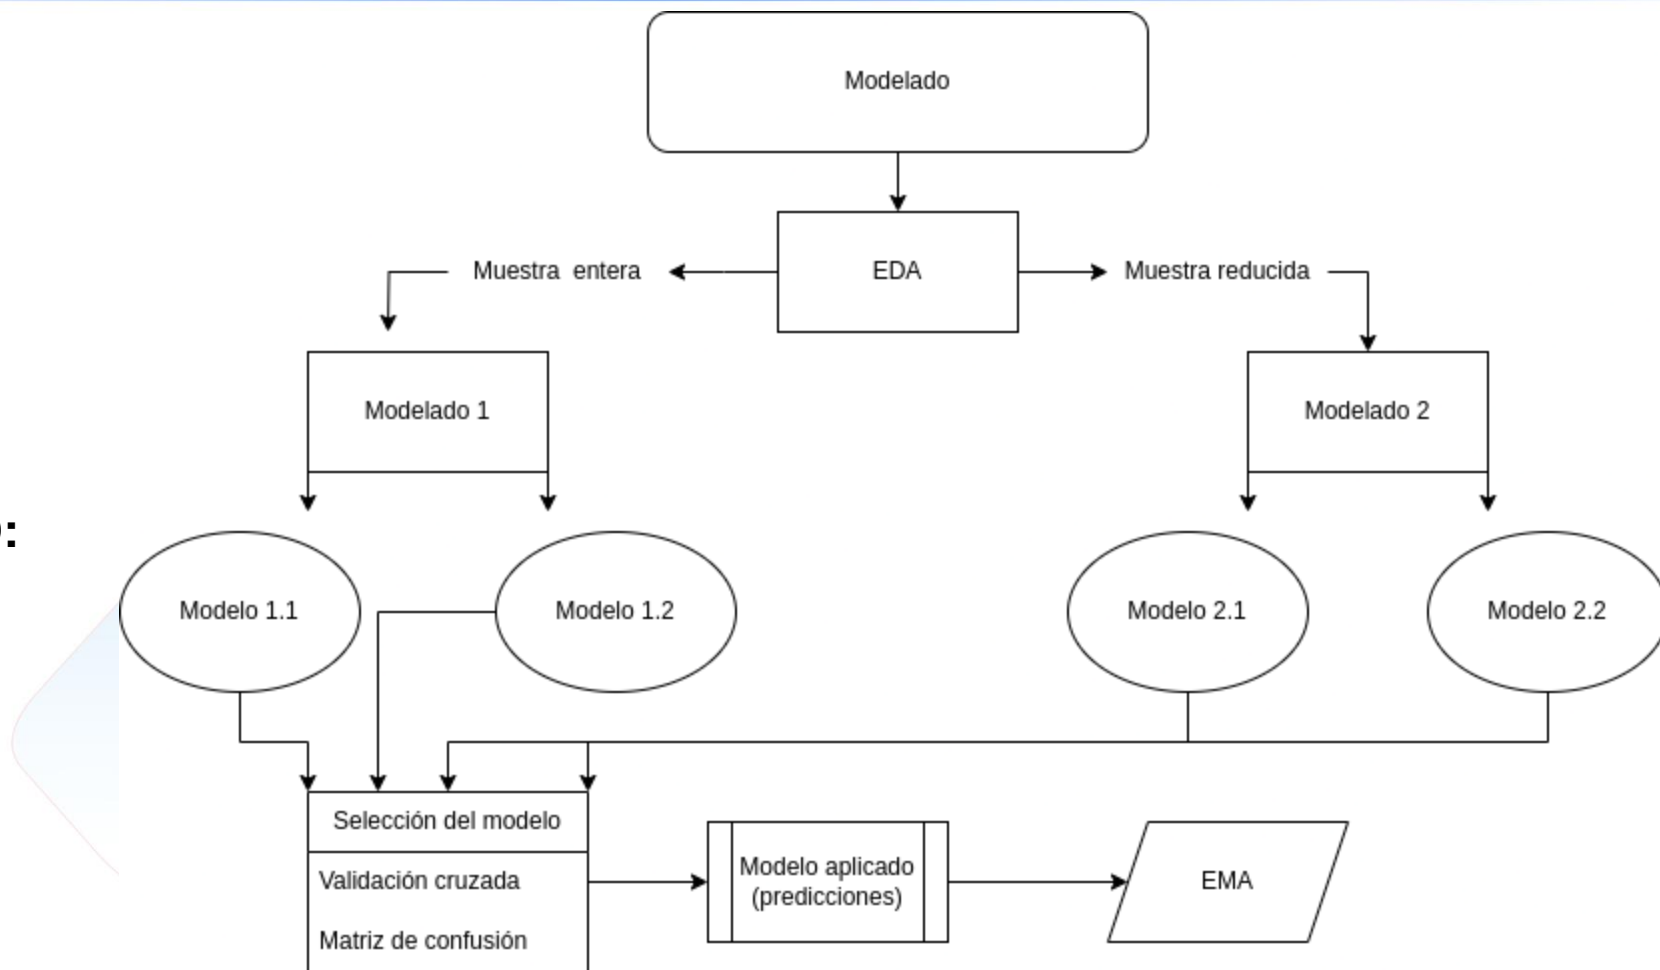 Modelado
EDA
Muestra entera
Muestra reducida
Modelado 1
Modelado 2
:
Modelo 1.1
Modelo 1.2
Modelo 2.1
Modelo 2.2
Selección del modelo
Validación cruzada
Matriz de confusión
Modelo aplicado
(predicciones)
EMA